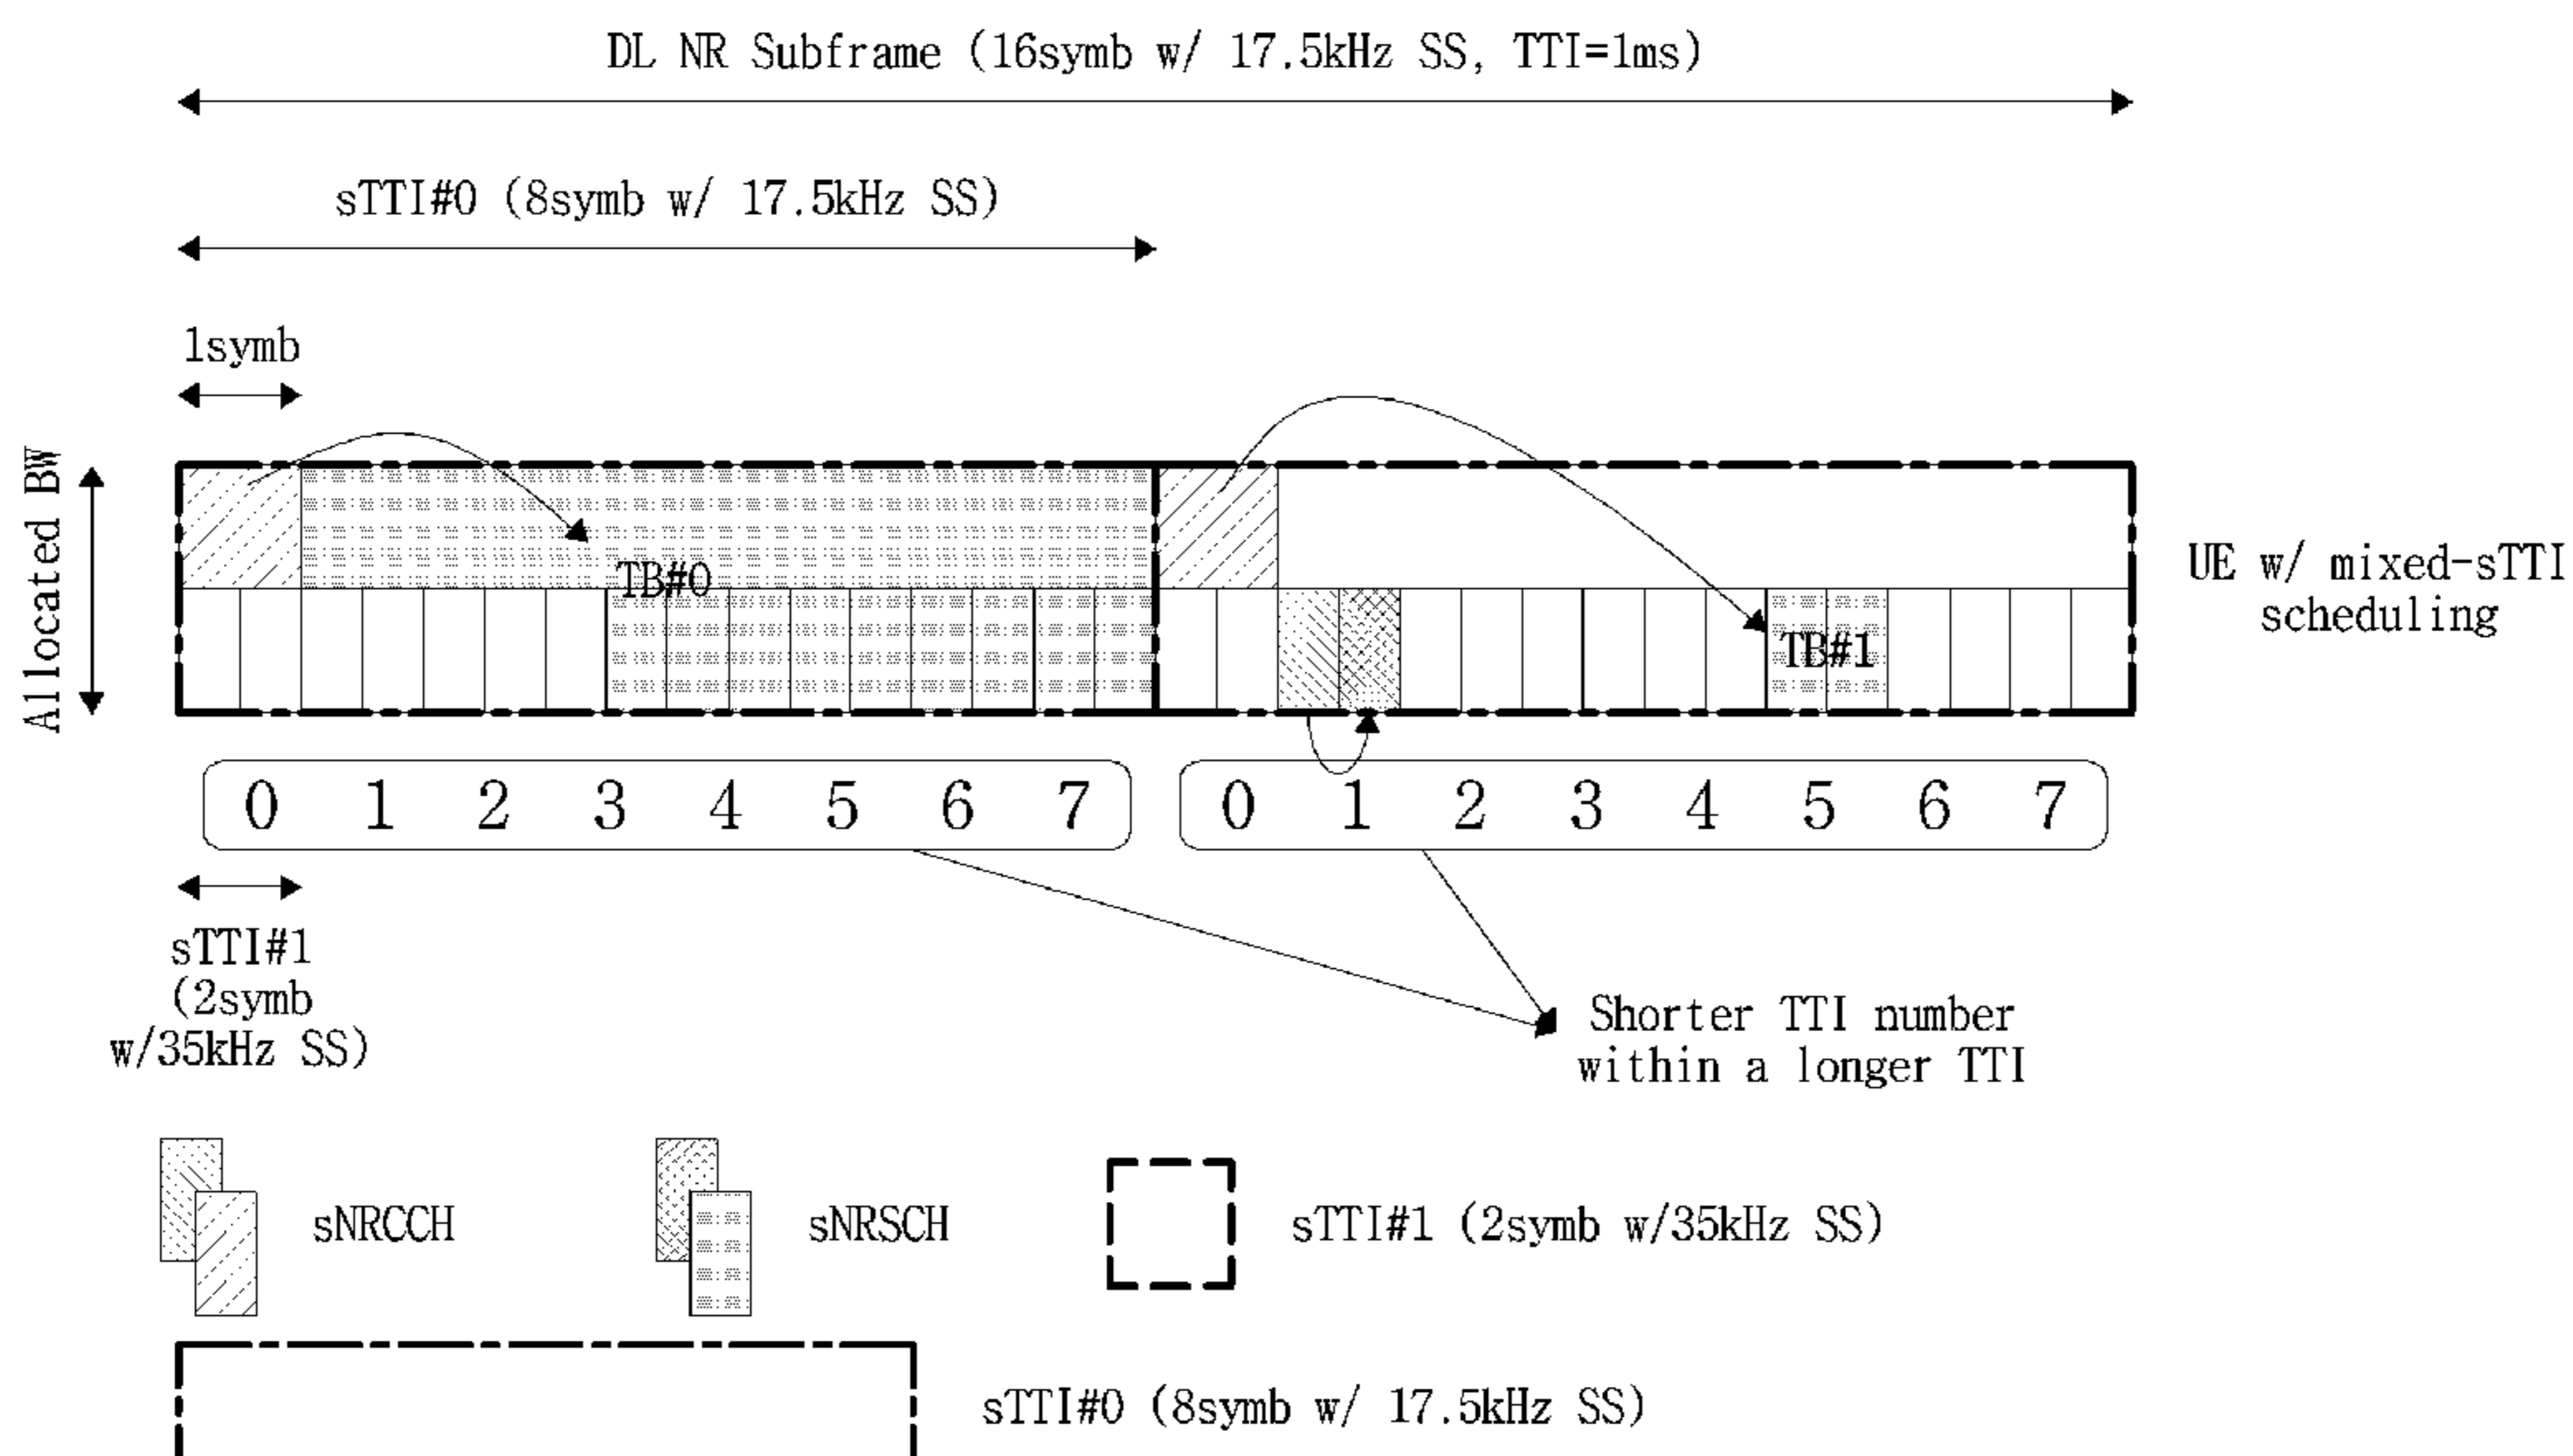 DL NR Subframe (16symb w/ 17.5kHz SS, TTI=1ms)
sTTI#0 (8symb w/ 17.5kHz SS)
1symb
Allocated BW
TB#0
TB#1
UE w/ mixed-sTTI
scheduling
0 1 2 3 4 5 6 7
0 1 2 3 4 5 6 7
sTTI#1
(2symb
w/35kHz SS)
Shorter TTI number
within a longer TTI
sNRCCH
sNRSCH
sTTI#1 (2symb w/35kHz SS)
sTTI#0 (8symb w/ 17.5kHz SS)